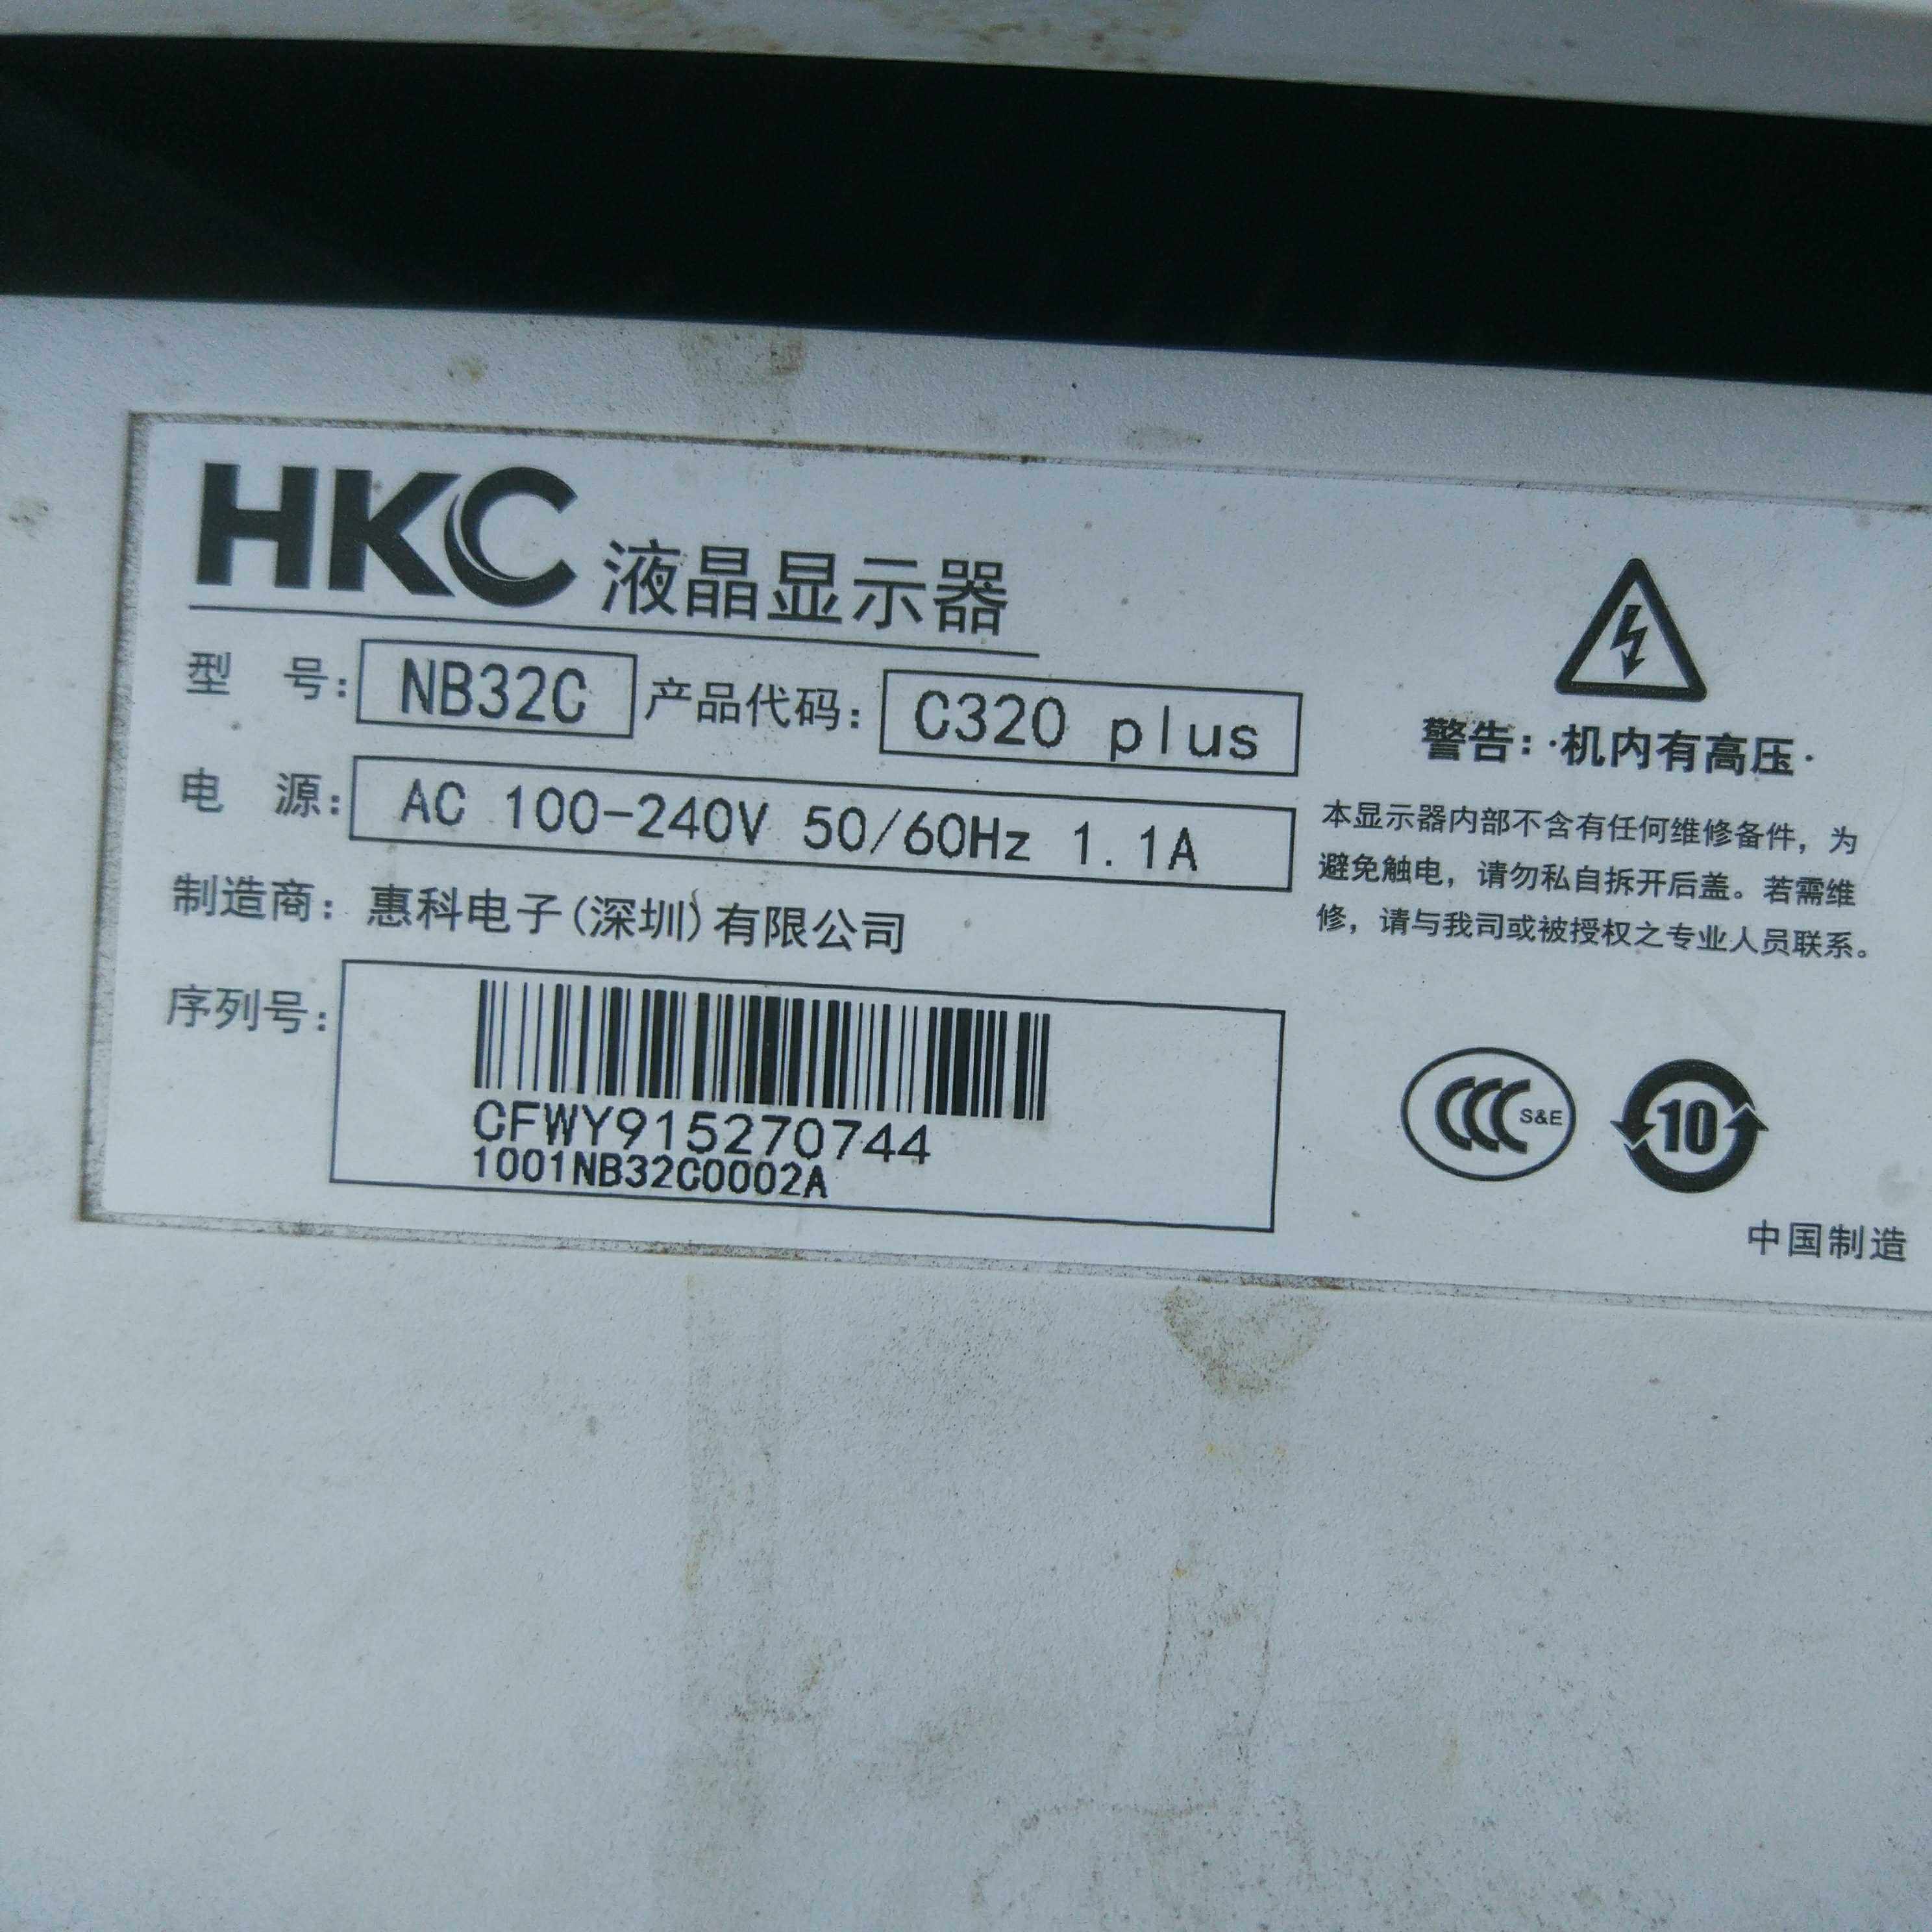 HKC 液晶显示器
型 号: NB32C 产品代码: C320 plus
电 源: AC 100-240V 50/60Hz 1.1A
制造商: 惠科电子(深圳)有限公司
序列号:
CFWY915270744
1001NB32C0002A
警告: ·机内有高压·
本显示器内部不含有任何维修备件，为
避免触电，请勿私自拆开后盖。若需维
修，请与我司或被授权之专业人员联系。
CCC S&E
10
中国制造